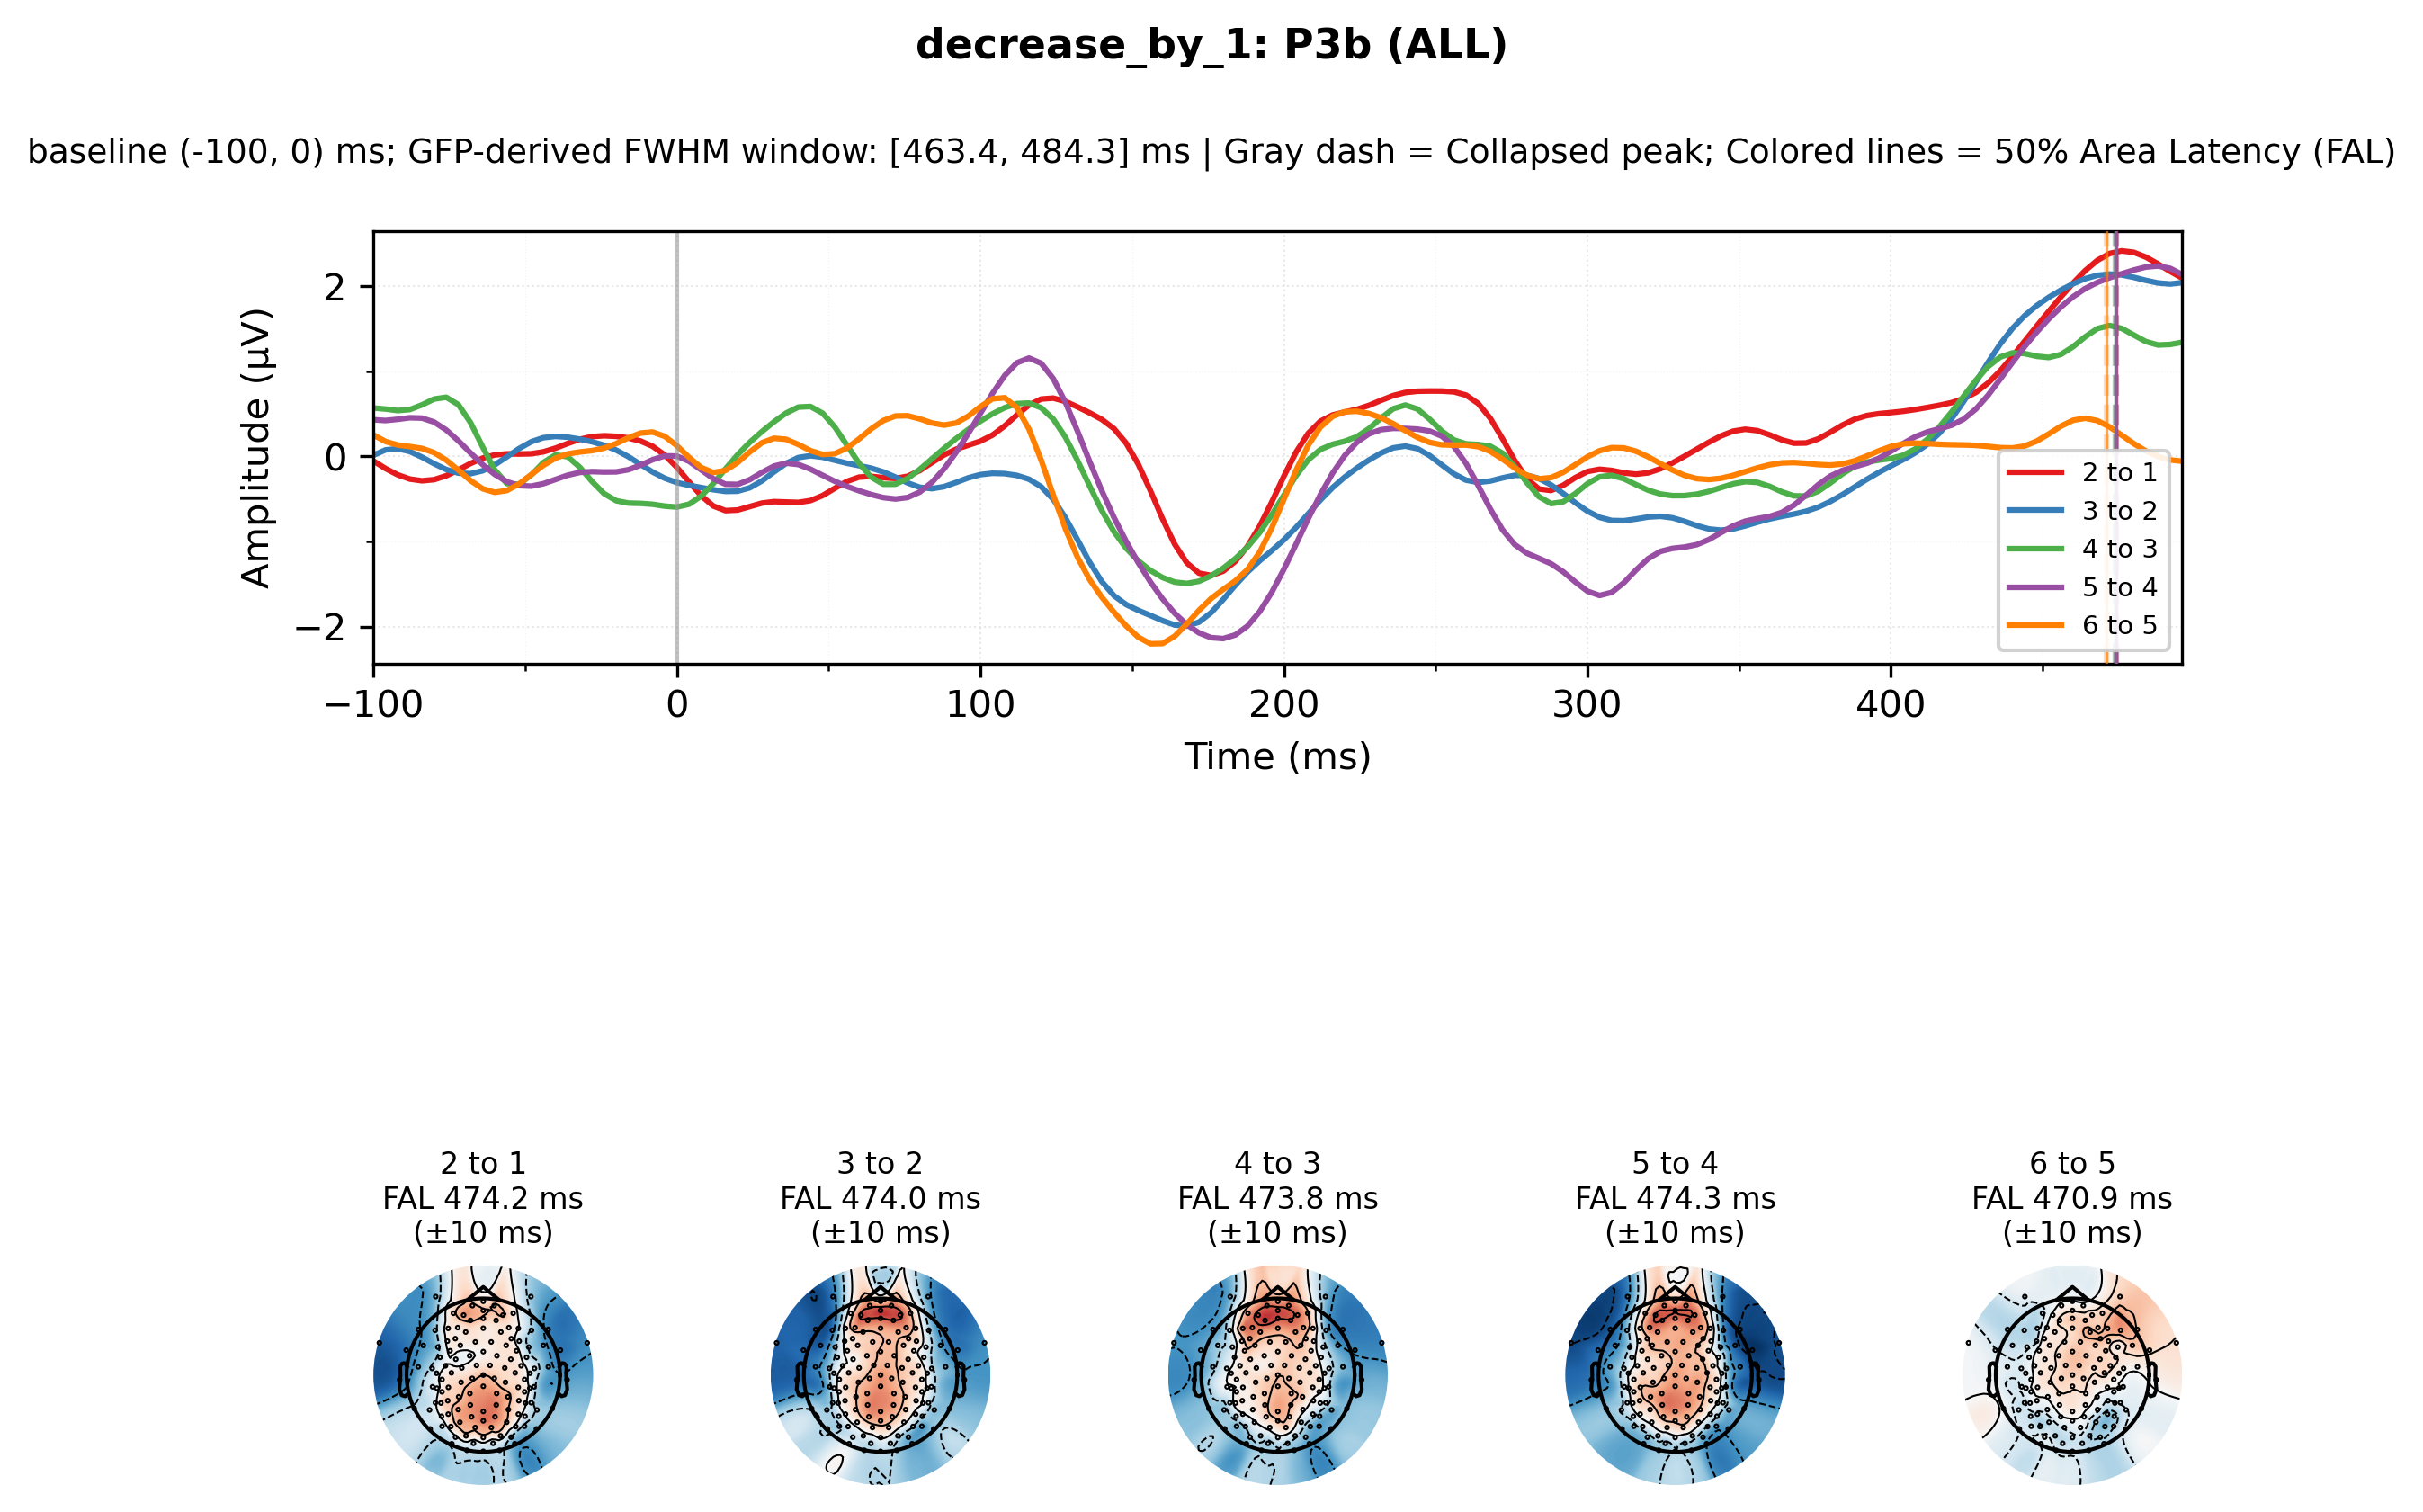 decrease_by_1: P3b (ALL)
baseline (-100, 0) ms; GFP-derived FWHM window: [463.4, 484.3] ms | Gray dash = Collapsed peak; Colored lines = 50% Area Latency (FAL)
Amplitude (µV)
2
0
−2
−100
0
100
200
300
400
Time (ms)
2 to 1
3 to 2
4 to 3
5 to 4
6 to 5
2 to 1
FAL 474.2 ms
(±10 ms)
3 to 2
FAL 474.0 ms
(±10 ms)
4 to 3
FAL 473.8 ms
(±10 ms)
5 to 4
FAL 474.3 ms
(±10 ms)
6 to 5
FAL 470.9 ms
(±10 ms)